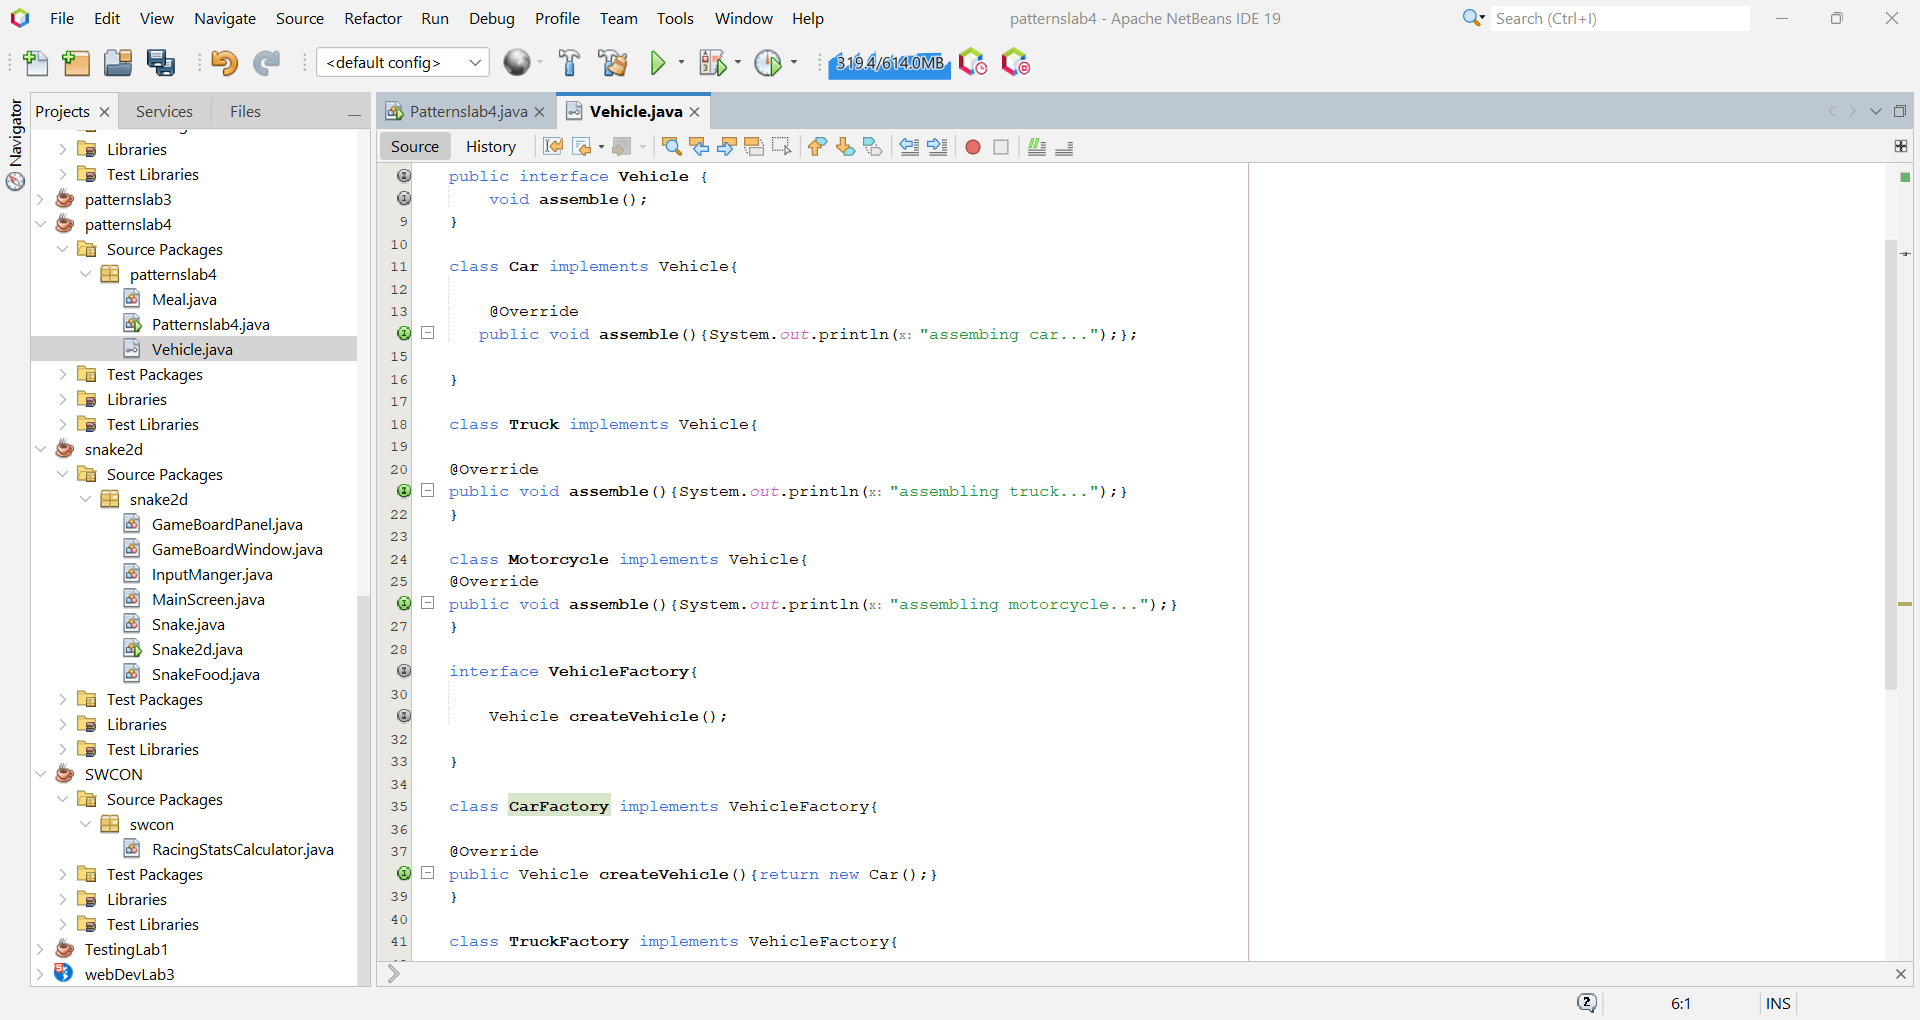 File Edit View Navigate Source Refactor Run Debug Profile Team Tools Window Help patternslab4 - Apache NetBeans IDE 19 Search (Ctrl+I)
<default config> 319.4/614.0MB
Navigator
Projects Services Files
Libraries
Test Libraries
patternslab3
patternslab4
Source Packages
patternslab4
Meal.java
Patternslab4.java
Vehicle.java
Test Packages
Libraries
Test Libraries
snake2d
Source Packages
snake2d
GameBoardPanel.java
GameBoardWindow.java
InputManger.java
MainScreen.java
Snake.java
Snake2d.java
SnakeFood.java
Test Packages
Libraries
Test Libraries
SWCON
Source Packages
swcon
RacingStatsCalculator.java
Test Packages
Libraries
Test Libraries
TestingLab1
webDevLab3
Patternslab4.java Vehicle.java
Source History
public interface Vehicle {
void assemble();
9 }
10
11 class Car implements Vehicle{
12
13 @Override
public void assemble(){System.out.println(x: "assembing car...");};
15
16 }
17
18 class Truck implements Vehicle{
19
20 @Override
public void assemble(){System.out.println(x: "assembling truck...");}
22 }
23
24 class Motorcycle implements Vehicle{
25 @Override
public void assemble(){System.out.println(x: "assembling motorcycle...");}
27 }
28
interface VehicleFactory{
30
Vehicle createVehicle();
32
33 }
34
35 class CarFactory implements VehicleFactory{
36
37 @Override
public Vehicle createVehicle(){return new Car();}
39 }
40
41 class TruckFactory implements VehicleFactory{
2 6:1 INS